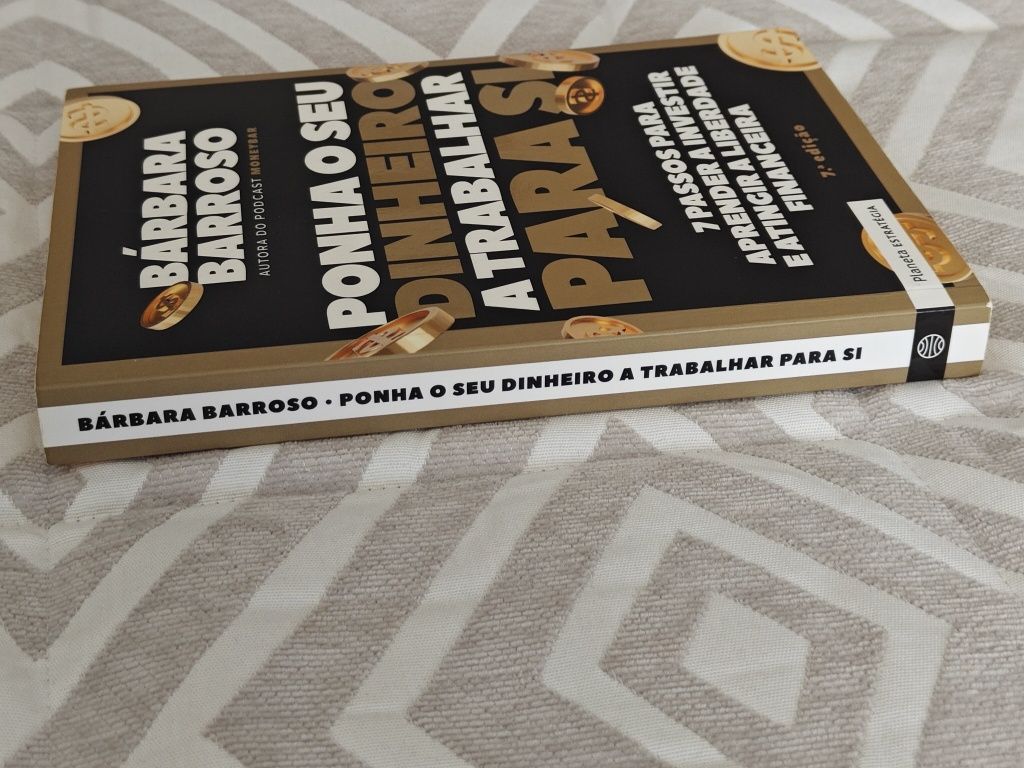 BÁRBARA
BARROSO
AUTORA DO PODCAST MONEYBAR
PONHA O SEU
DINHEIRO
A TRABALHAR
PARA SI
7 PASSOS PARA
APRENDER A INVESTIR
E ATINGIR A LIBERDADE
FINANCEIRA
7.ª edição
Planeta ESTRATÉGIA
BÁRBARA BARROSO · PONHA O SEU DINHEIRO A TRABALHAR PARA SI